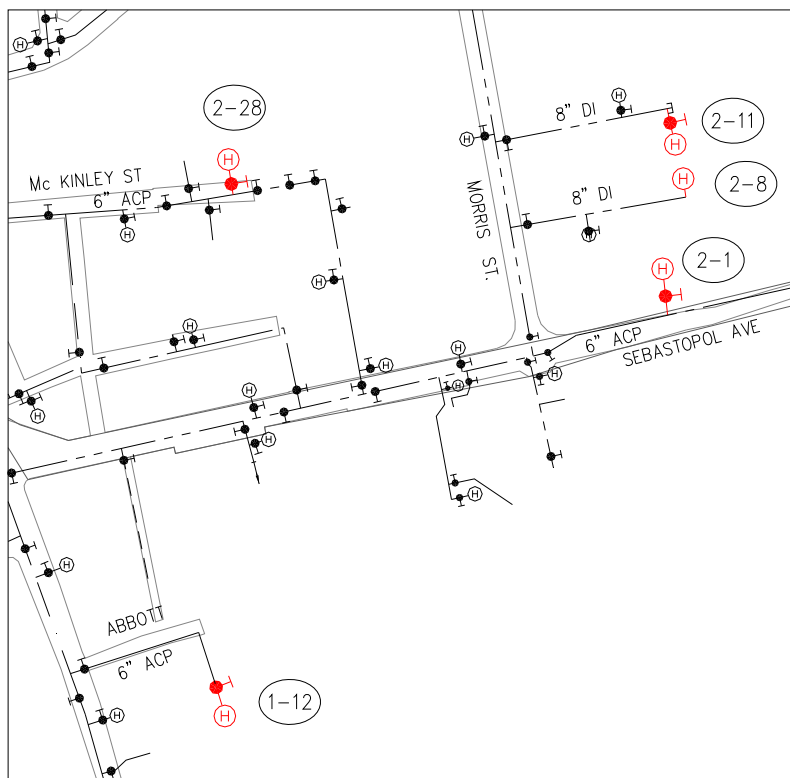 H
2-28
H
8" DI
H
H
2-11
H
H
Mc KINLEY ST
6" ACP
H
H
2-8
MORRIS ST.
8" DI
H
2-1
H
H
H
6" ACP
SEBASTOPOL AVE
H
H
H
H
H
H
H
H
H
H
ABBOTT
6" ACP
1-12
H
H